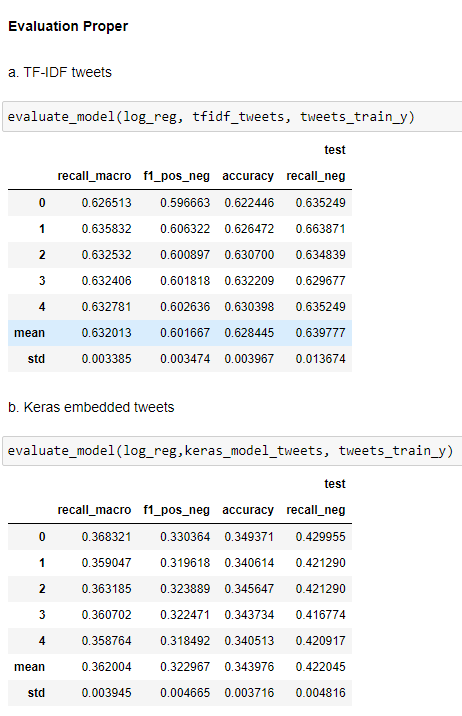 Evaluation Proper
a. TF-IDF tweets
evaluate_model(log_reg, tfidf_tweets, tweets_train_y)
test
recall_macro f1_pos_neg accuracy recall_neg
0 0.626513 0.596663 0.622446 0.635249
1 0.635832 0.606322 0.626472 0.663871
2 0.632532 0.600897 0.630700 0.634839
3 0.632406 0.601818 0.632209 0.629677
4 0.632781 0.602636 0.630398 0.635249
mean 0.632013 0.601667 0.628445 0.639777
std 0.003385 0.003474 0.003967 0.013674
b. Keras embedded tweets
evaluate_model(log_reg,keras_model_tweets, tweets_train_y)
test
recall_macro f1_pos_neg accuracy recall_neg
0 0.368321 0.330364 0.349371 0.429955
1 0.359047 0.319618 0.340614 0.421290
2 0.363185 0.323889 0.345647 0.421290
3 0.360702 0.322471 0.343734 0.416774
4 0.358764 0.318492 0.340513 0.420917
mean 0.362004 0.322967 0.343976 0.422045
std 0.003945 0.004665 0.003716 0.004816